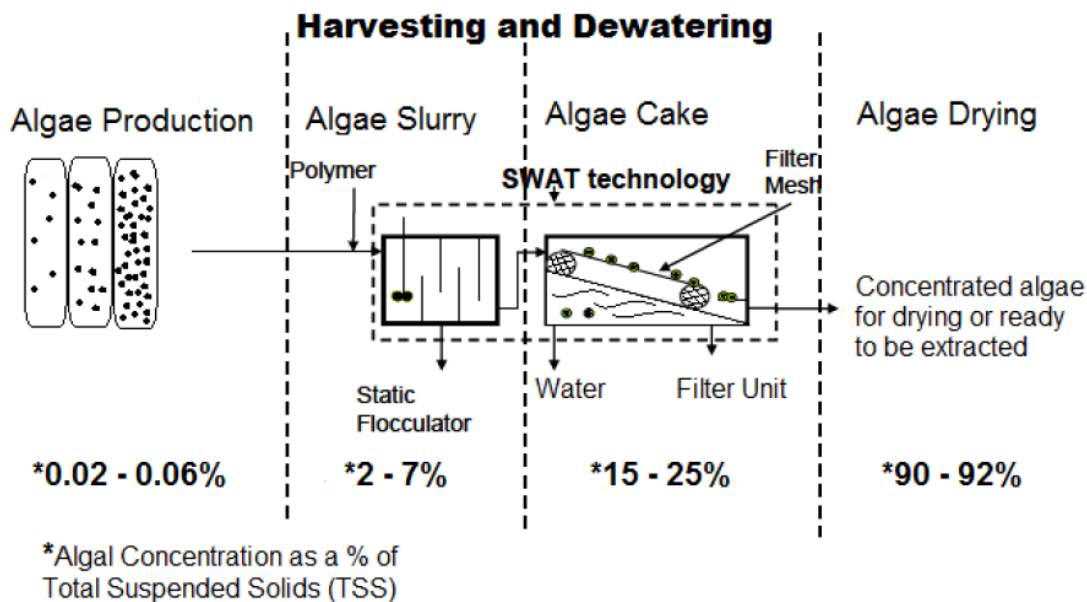 Harvesting and Dewatering
Algae Production
Algae Slurry
Algae Cake
Algae Drying
Polymer
SWAT technology
Filter
Mesh
Concentrated algae
for drying or ready
to be extracted
Static
Flocculator
Water
Filter Unit
*0.02 - 0.06%
*2 - 7%
*15 - 25%
*90 - 92%
*Algal Concentration as a % of
Total Suspended Solids (TSS)